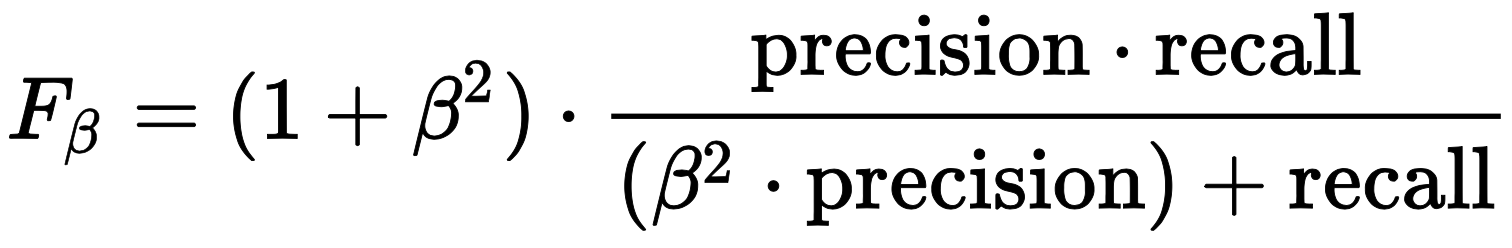 F_β = (1 + β²) · (precision · recall) / ((β² · precision) + recall)